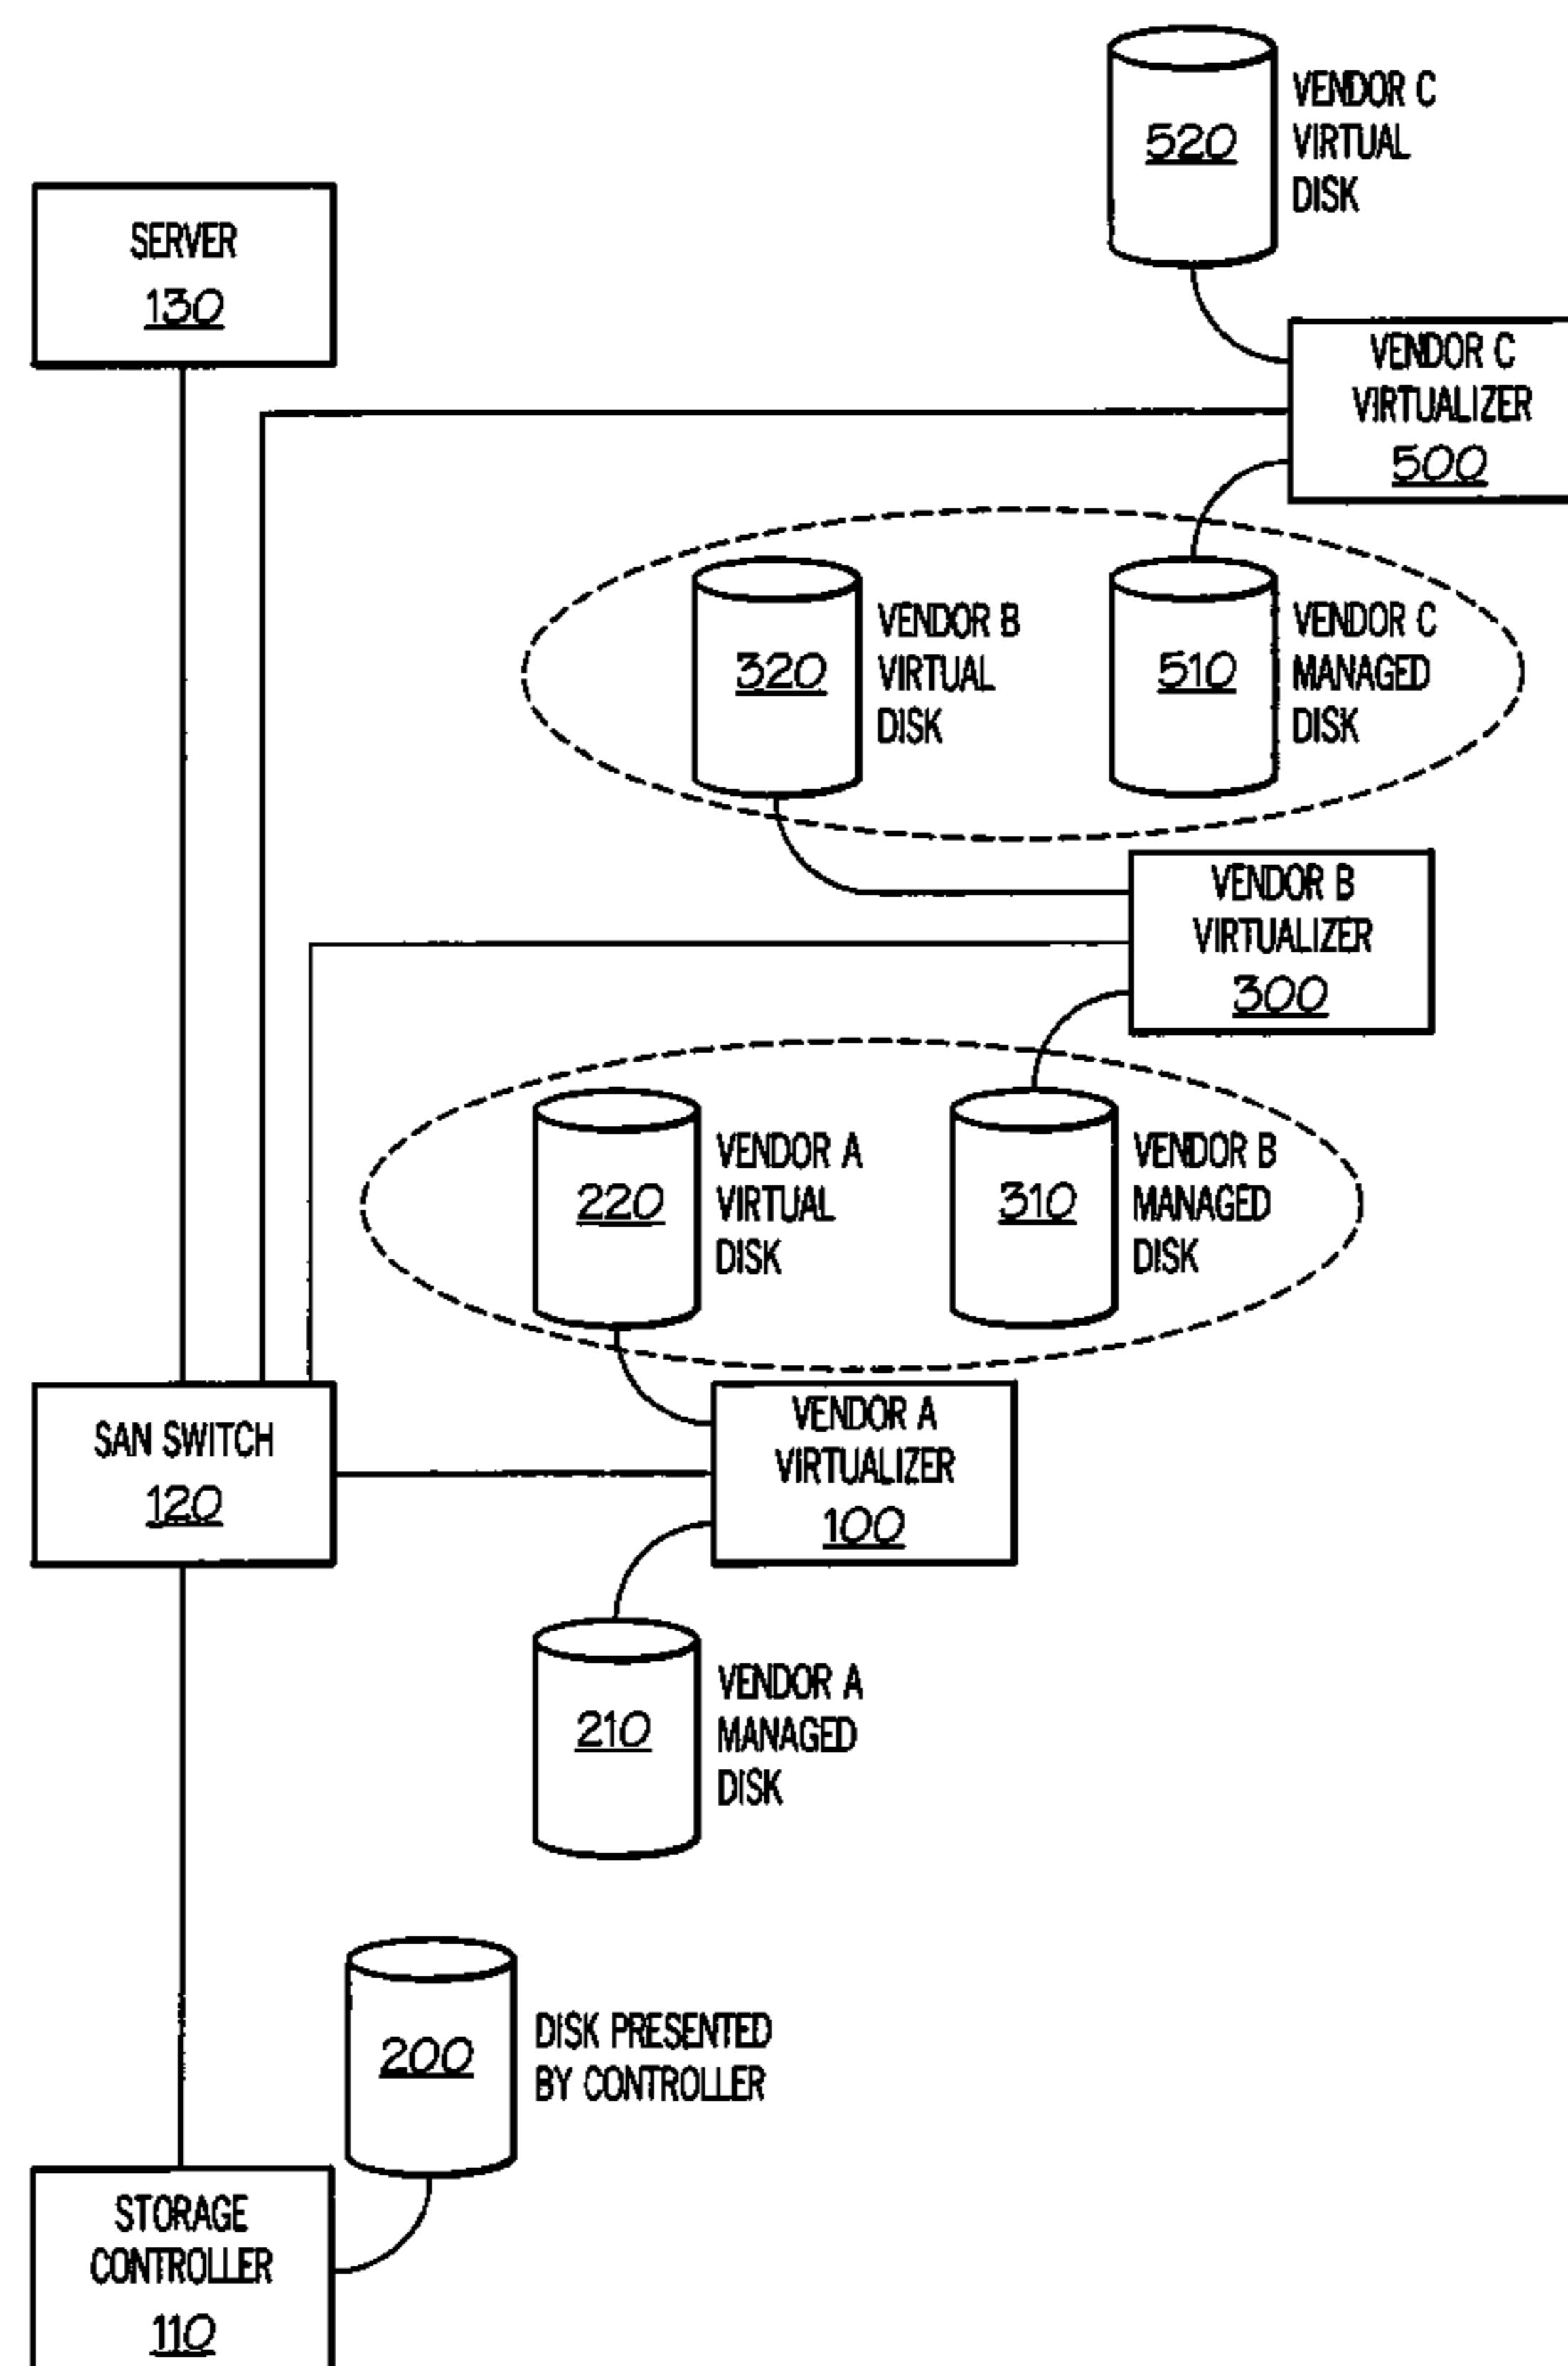 520
VENDOR C
VIRTUAL
DISK
SERVER
130
VENDOR C
VIRTUALIZER
500
320
VENDOR B
VIRTUAL
DISK
510
VENDOR C
MANAGED
DISK
VENDOR B
VIRTUALIZER
300
220
VENDOR A
VIRTUAL
DISK
310
VENDOR B
MANAGED
DISK
SAN SWITCH
120
VENDOR A
VIRTUALIZER
100
210
VENDOR A
MANAGED
DISK
200
DISK PRESENTED
BY CONTROLLER
STORAGE
CONTROLLER
110